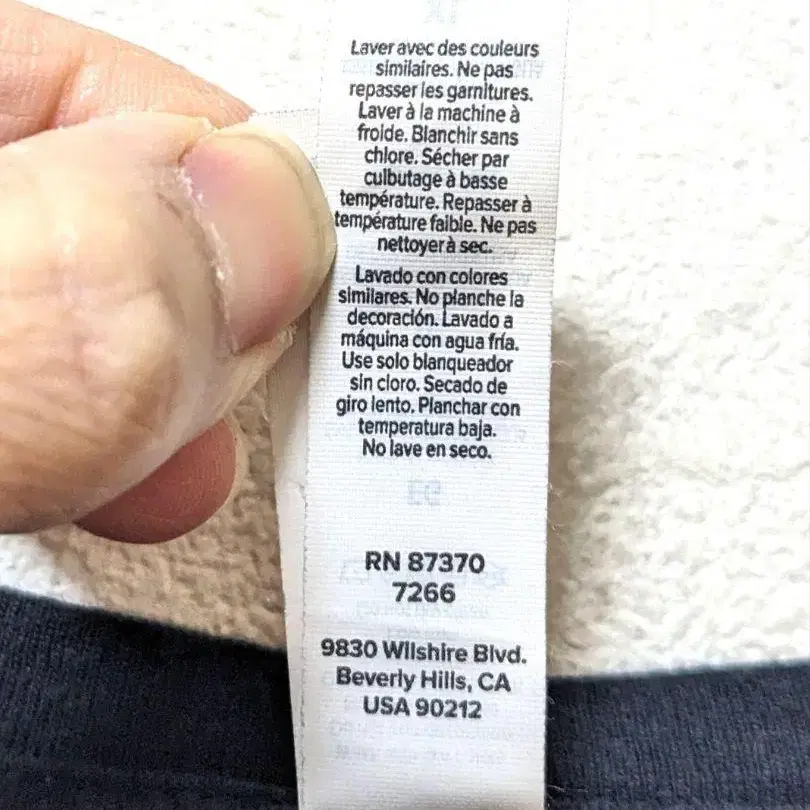 Laver avec des couleurs
similaires. Ne pas
repasser les garnitures.
Laver à la machine à
froide. Blanchir sans
chlore. Sécher par
culbutage à basse
température. Repasser à
température faible. Ne pas
nettoyer à sec.
Lavado con colores
similares. No planche la
decoración. Lavado a
máquina con agua fría.
Use solo blanqueador
sin cloro. Secado de
giro lento. Planchar con
temperatura baja.
No lave en seco.
RN 87370
7266
9830 Wilshire Blvd.
Beverly Hills, CA
USA 90212